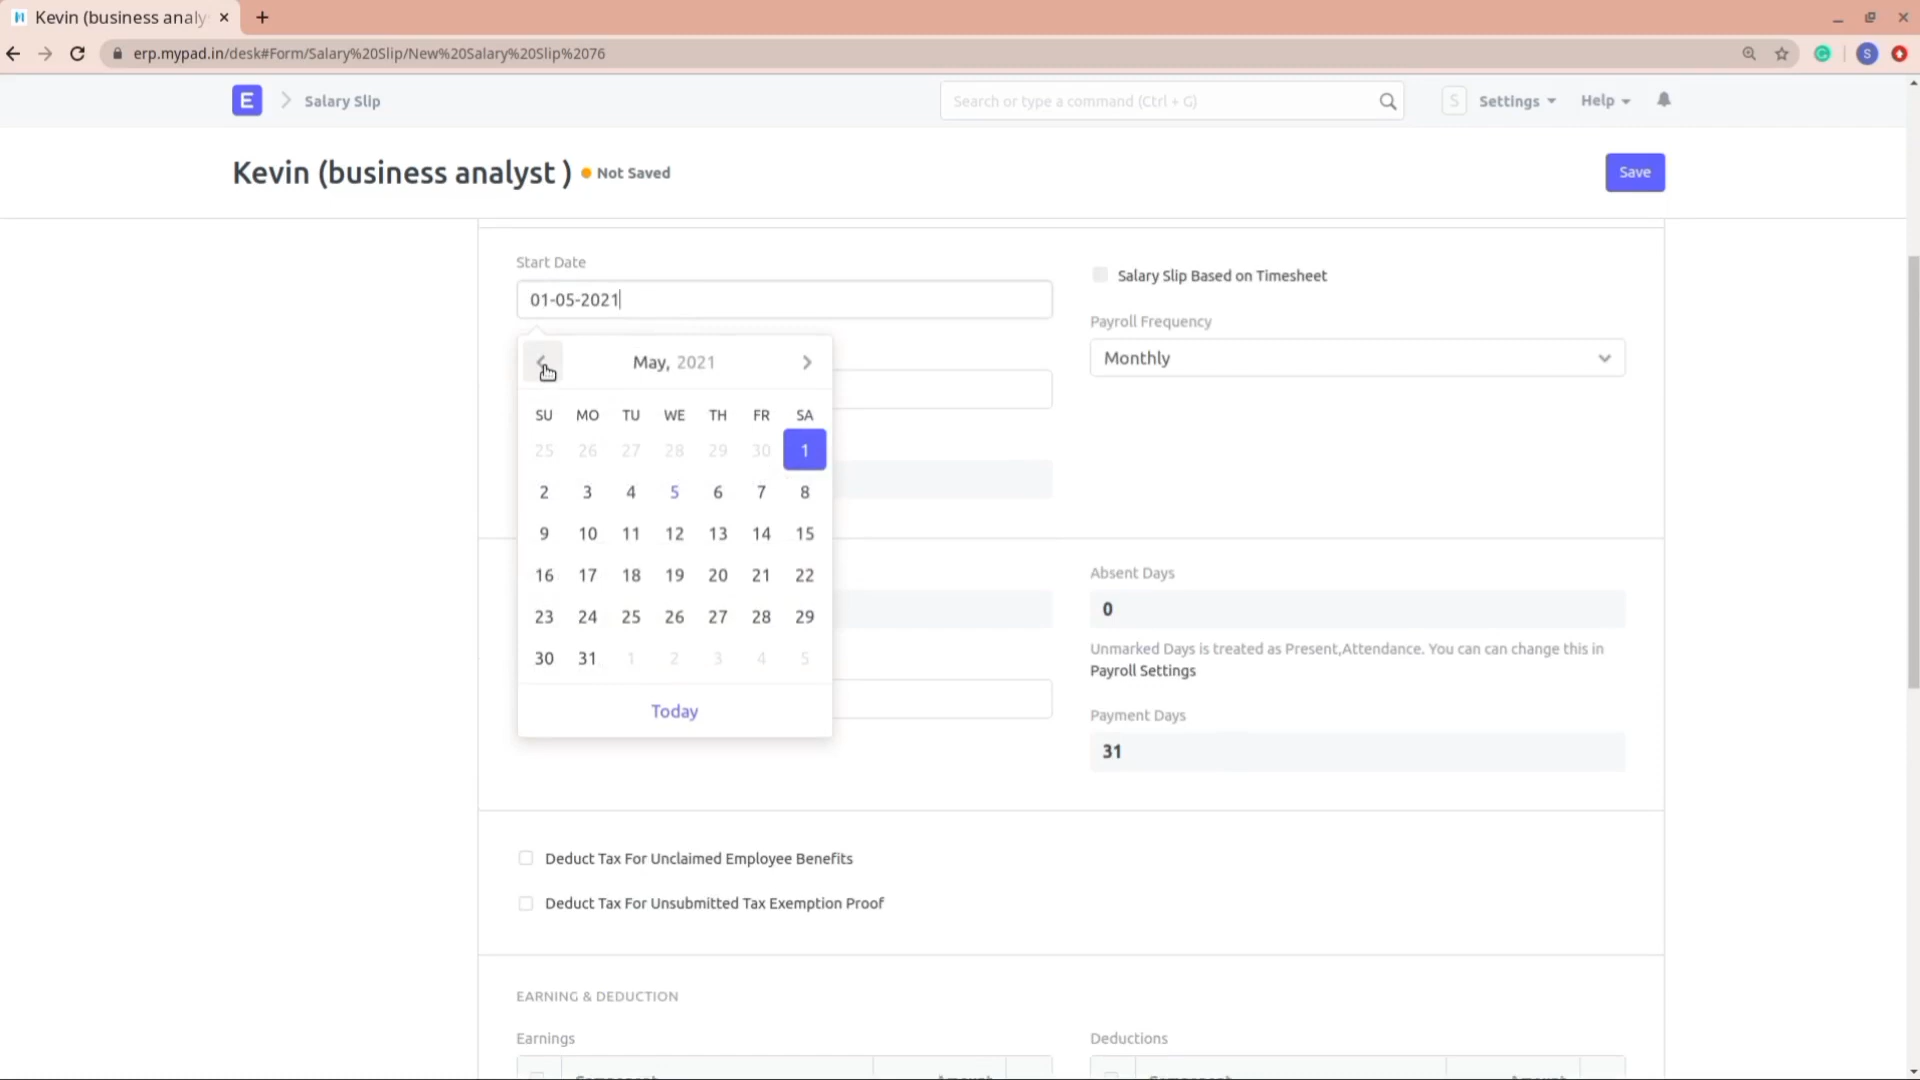 Kevin (business analy
erp.mypad.in/desk#Form/Salary%20Slip/New%20Salary%20Slip%2076
S
E
Salary Slip
Search or type a command (Ctrl + G)
S
Settings
Help
Kevin (business analyst )
Not Saved
Save
Start Date
01-05-2021
Salary Slip Based on Timesheet
Payroll Frequency
Monthly
May, 2021
SU MO TU WE TH FR SA
25 26 27 28 29 30 1
2 3 4 5 6 7 8
9 10 11 12 13 14 15
16 17 18 19 20 21 22
23 24 25 26 27 28 29
30 31 1 2 3 4 5
Today
Absent Days
0
Unmarked Days is treated as Present,Attendance. You can can change this in
Payroll Settings
Payment Days
31
Deduct Tax For Unclaimed Employee Benefits
Deduct Tax For Unsubmitted Tax Exemption Proof
EARNING & DEDUCTION
Earnings
Deductions